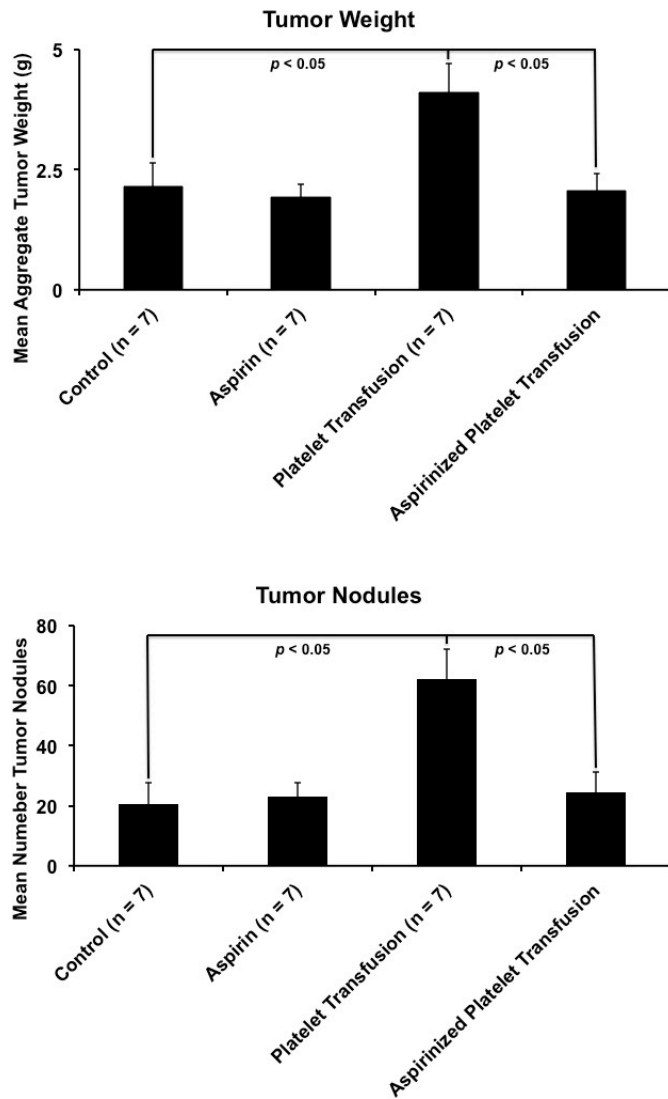 Tumor Weight
Mean Aggregate Tumor Weight (g)
5
2.5
0
p < 0.05
p < 0.05
Control (n = 7)
Aspirin (n = 7)
Platelet Transfusion (n = 7)
Aspirinized Platelet Transfusion
Tumor Nodules
Mean Numeber Tumor Nodules
80
60
40
20
0
p < 0.05
p < 0.05
Control (n = 7)
Aspirin (n = 7)
Platelet Transfusion (n = 7)
Aspirinized Platelet Transfusion